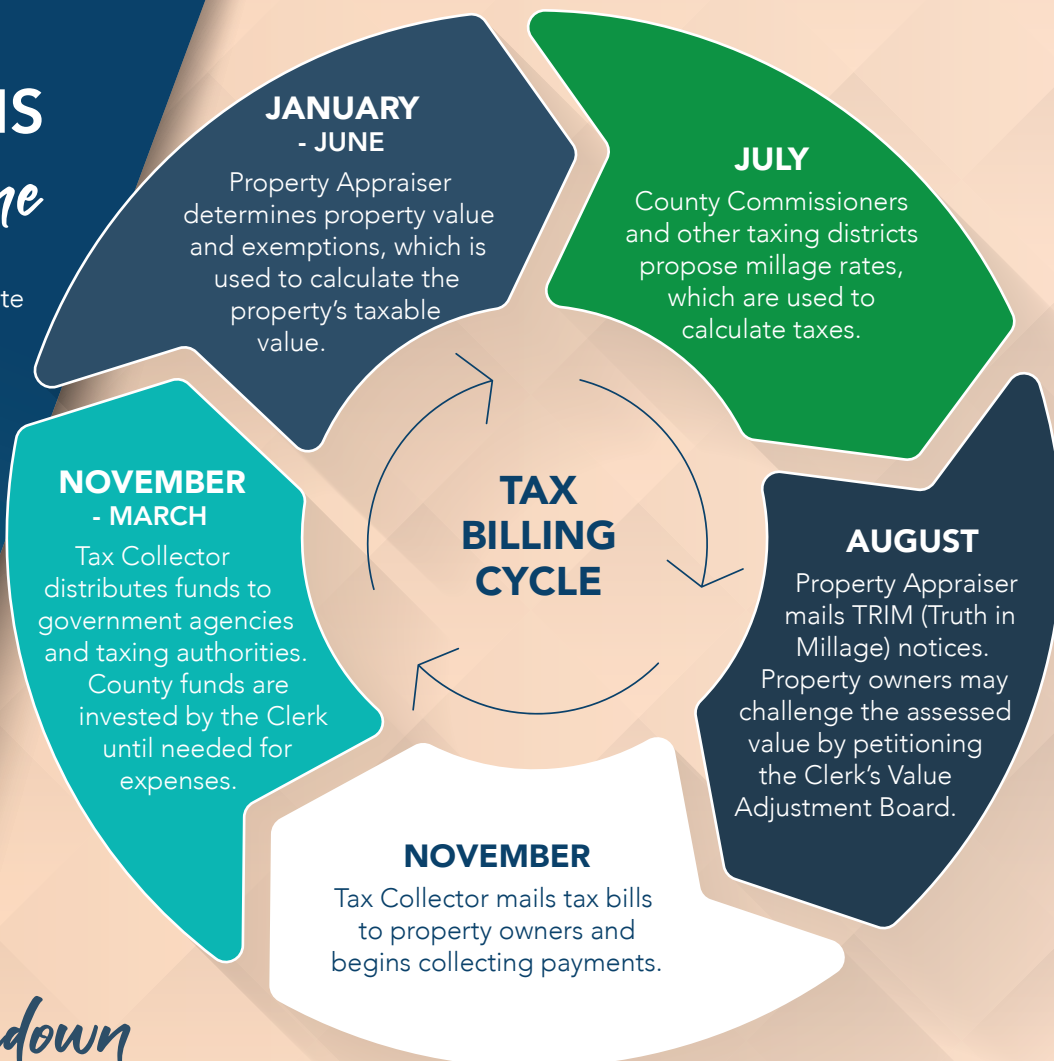 JANUARY
- JUNE
Property Appraiser
determines property value
and exemptions, which is
used to calculate the
property's taxable
value.
JULY
County Commissioners
and other taxing districts
propose millage rates,
which are used to
calculate taxes.
AUGUST
Property Appraiser
mails TRIM (Truth in
Millage) notices.
Property owners may
challenge the assessed
value by petitioning
the Clerk's Value
Adjustment Board.
NOVEMBER
Tax Collector mails tax bills
to property owners and
begins collecting payments.
NOVEMBER
- MARCH
Tax Collector
distributes funds to
government agencies
and taxing authorities.
County funds are
invested by the Clerk
until needed for
expenses.
TAX
BILLING
CYCLE
down